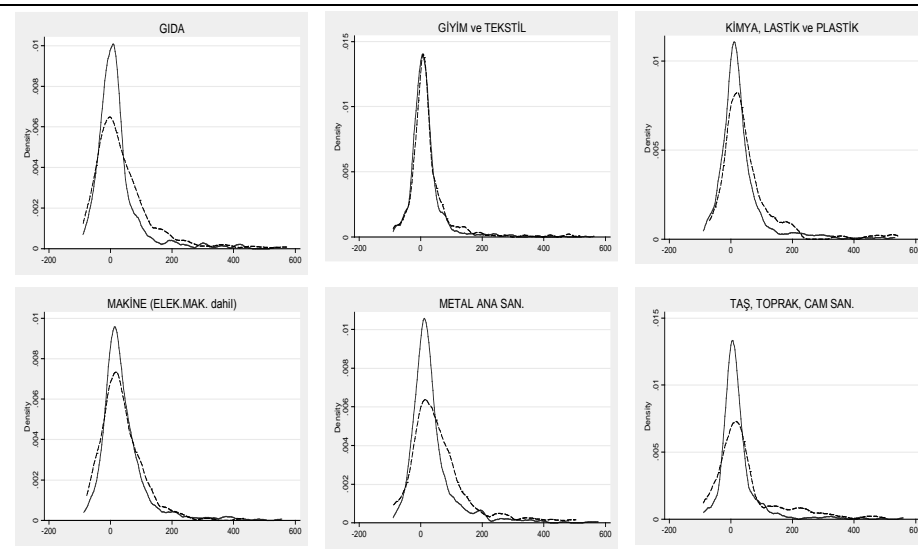 GIDA
Density
0 .002 .004 .006 .008 .01
-200 0 200 400 600
GİYİM ve TEKSTİL
Density
0 .005 .01 .015
-200 0 200 400 600
KİMYA, LASTİK ve PLASTİK
Density
0 .005 .01
-200 0 200 400 600
MAKİNE (ELEK.MAK. dahil)
Density
0 .002 .004 .006 .008 .01
-200 0 200 400 600
METAL ANA SAN.
Density
0 .002 .004 .006 .008 .01
-200 0 200 400 600
TAŞ, TOPRAK, CAM SAN.
Density
0 .005 .01 .015
-200 0 200 400 600